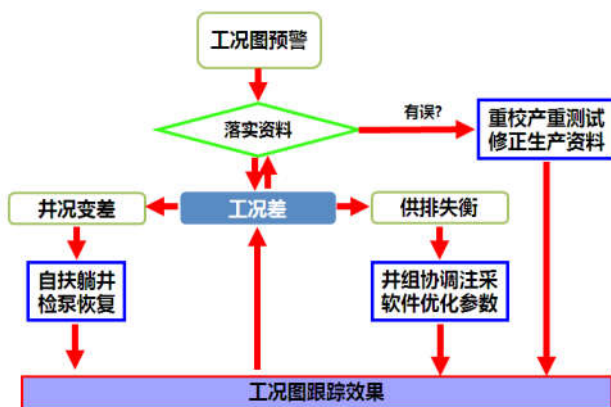 工况图预警
落实资料
有误?
重校产重测试
修正生产资料
井况变差
工况差
供排失衡
自扶躺井
检泵恢复
井组协调注采
软件优化参数
工况图跟踪效果